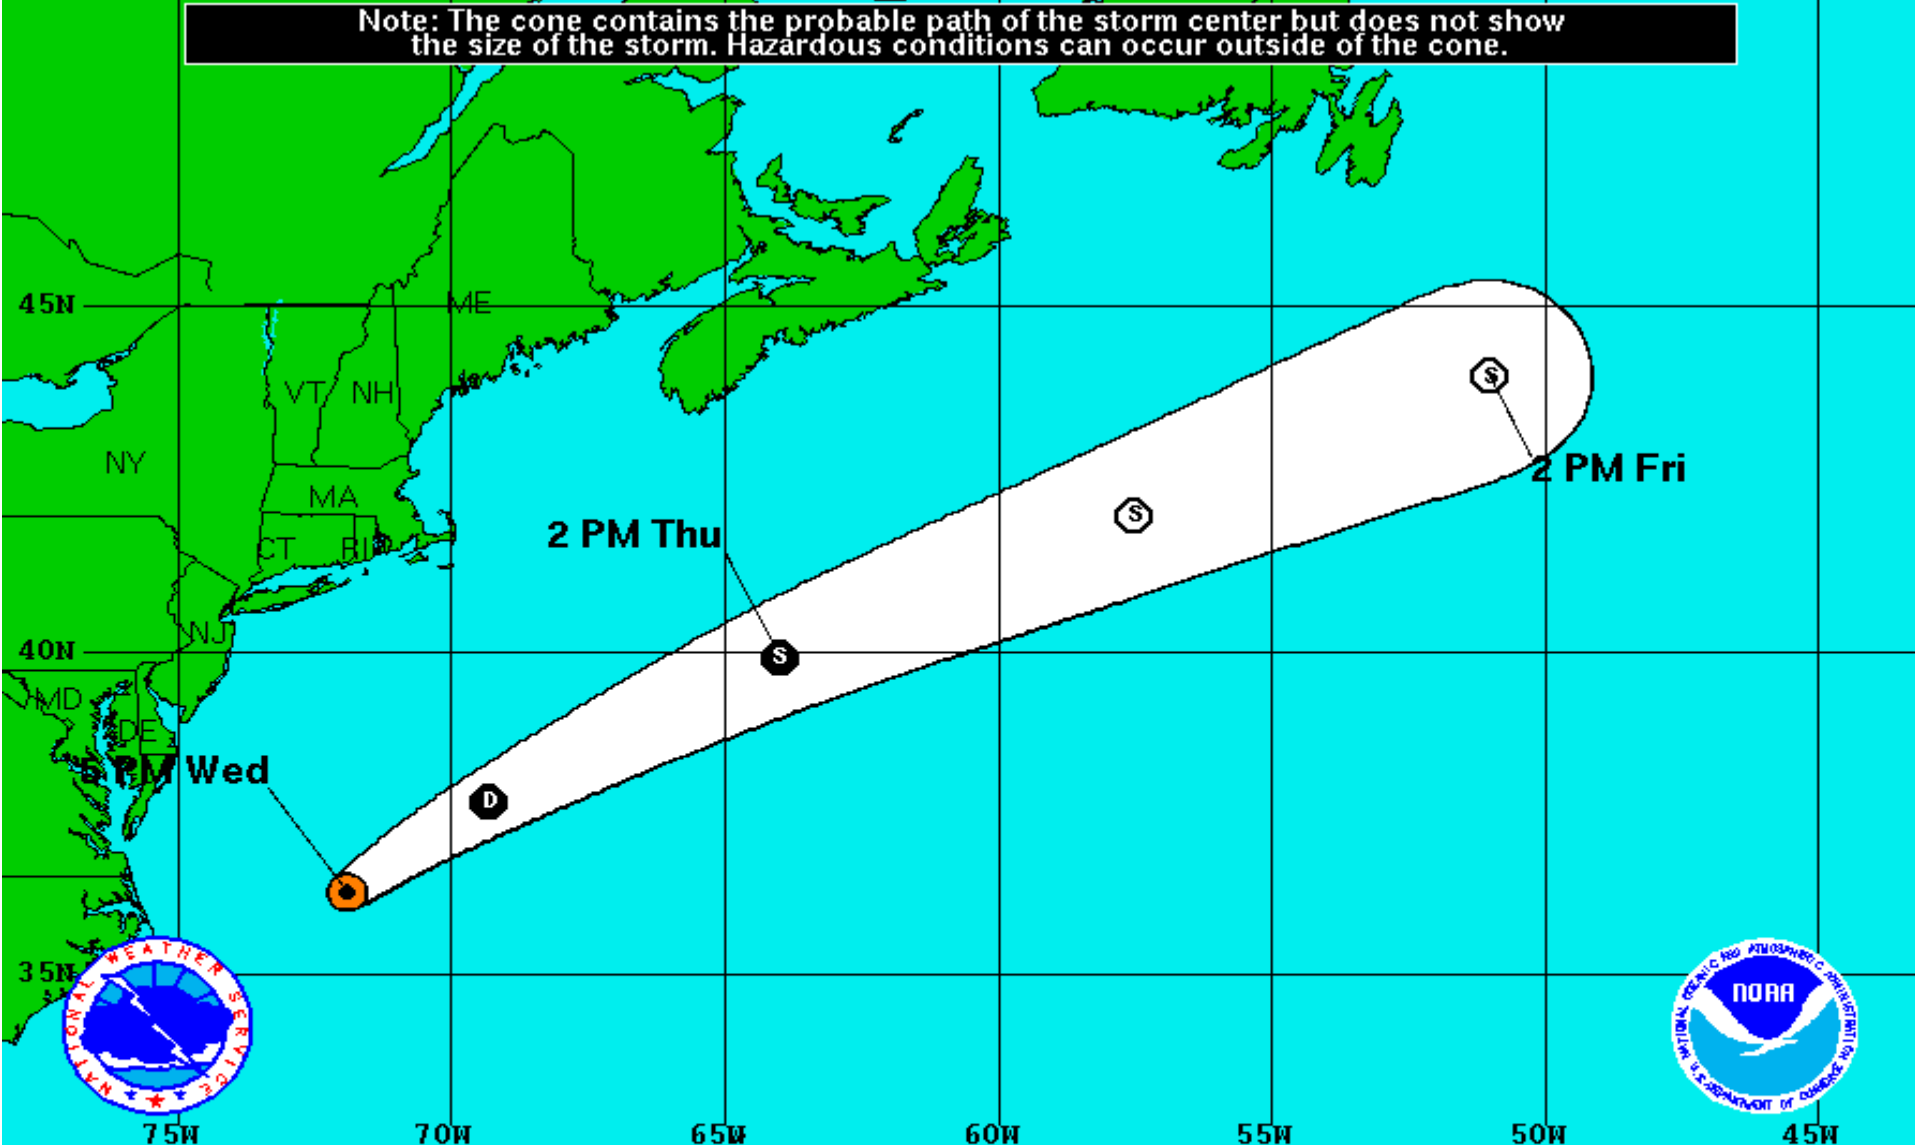 Note: The cone contains the probable path of the storm center but does not show
the size of the storm. Hazardous conditions can occur outside of the cone.
45N
ME
VT
NH
NY
MA
CT
RI
2 PM Thu
S
S
2 PM Fri
S
NJ
40N
MD
DE
5 PM Wed
D
35N
NATIONAL WEATHER SERVICE
NOAA
75W
70W
65W
60W
55W
50W
45W